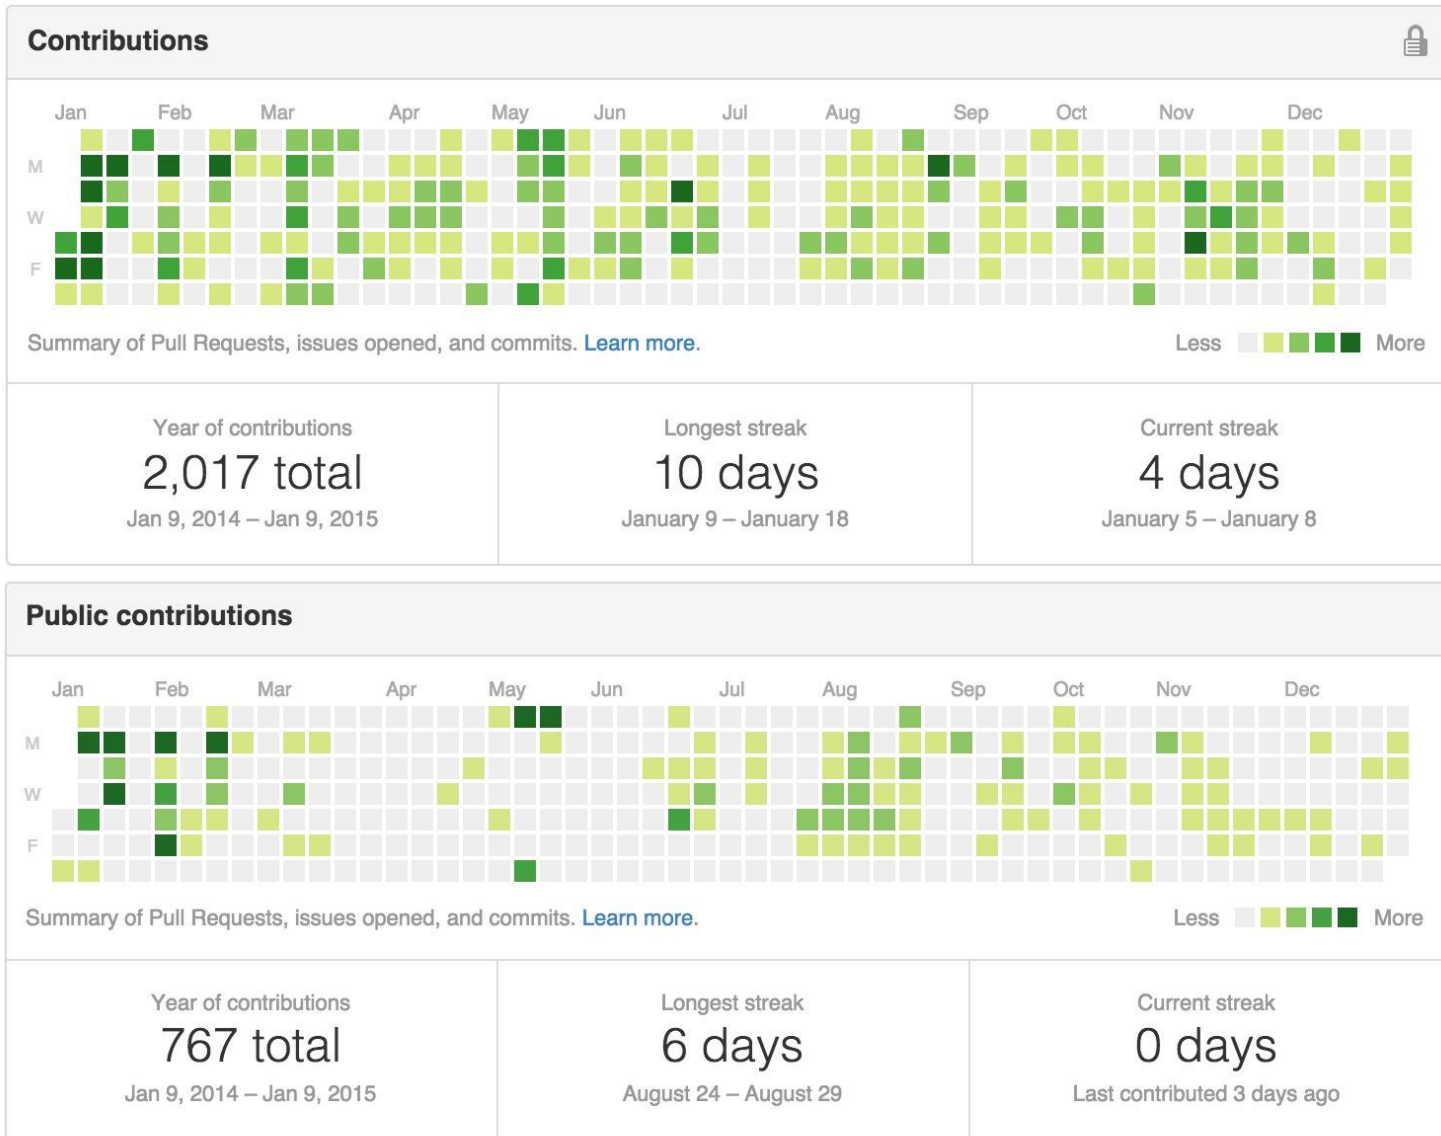 Contributions
Jan Feb Mar Apr May Jun Jul Aug Sep Oct Nov Dec
M
W
F
Summary of Pull Requests, issues opened, and commits. Learn more. Less More
Year of contributions
2,017 total
Jan 9, 2014 – Jan 9, 2015
Longest streak
10 days
January 9 – January 18
Current streak
4 days
January 5 – January 8
Public contributions
Jan Feb Mar Apr May Jun Jul Aug Sep Oct Nov Dec
M
W
F
Summary of Pull Requests, issues opened, and commits. Learn more. Less More
Year of contributions
767 total
Jan 9, 2014 – Jan 9, 2015
Longest streak
6 days
August 24 – August 29
Current streak
0 days
Last contributed 3 days ago